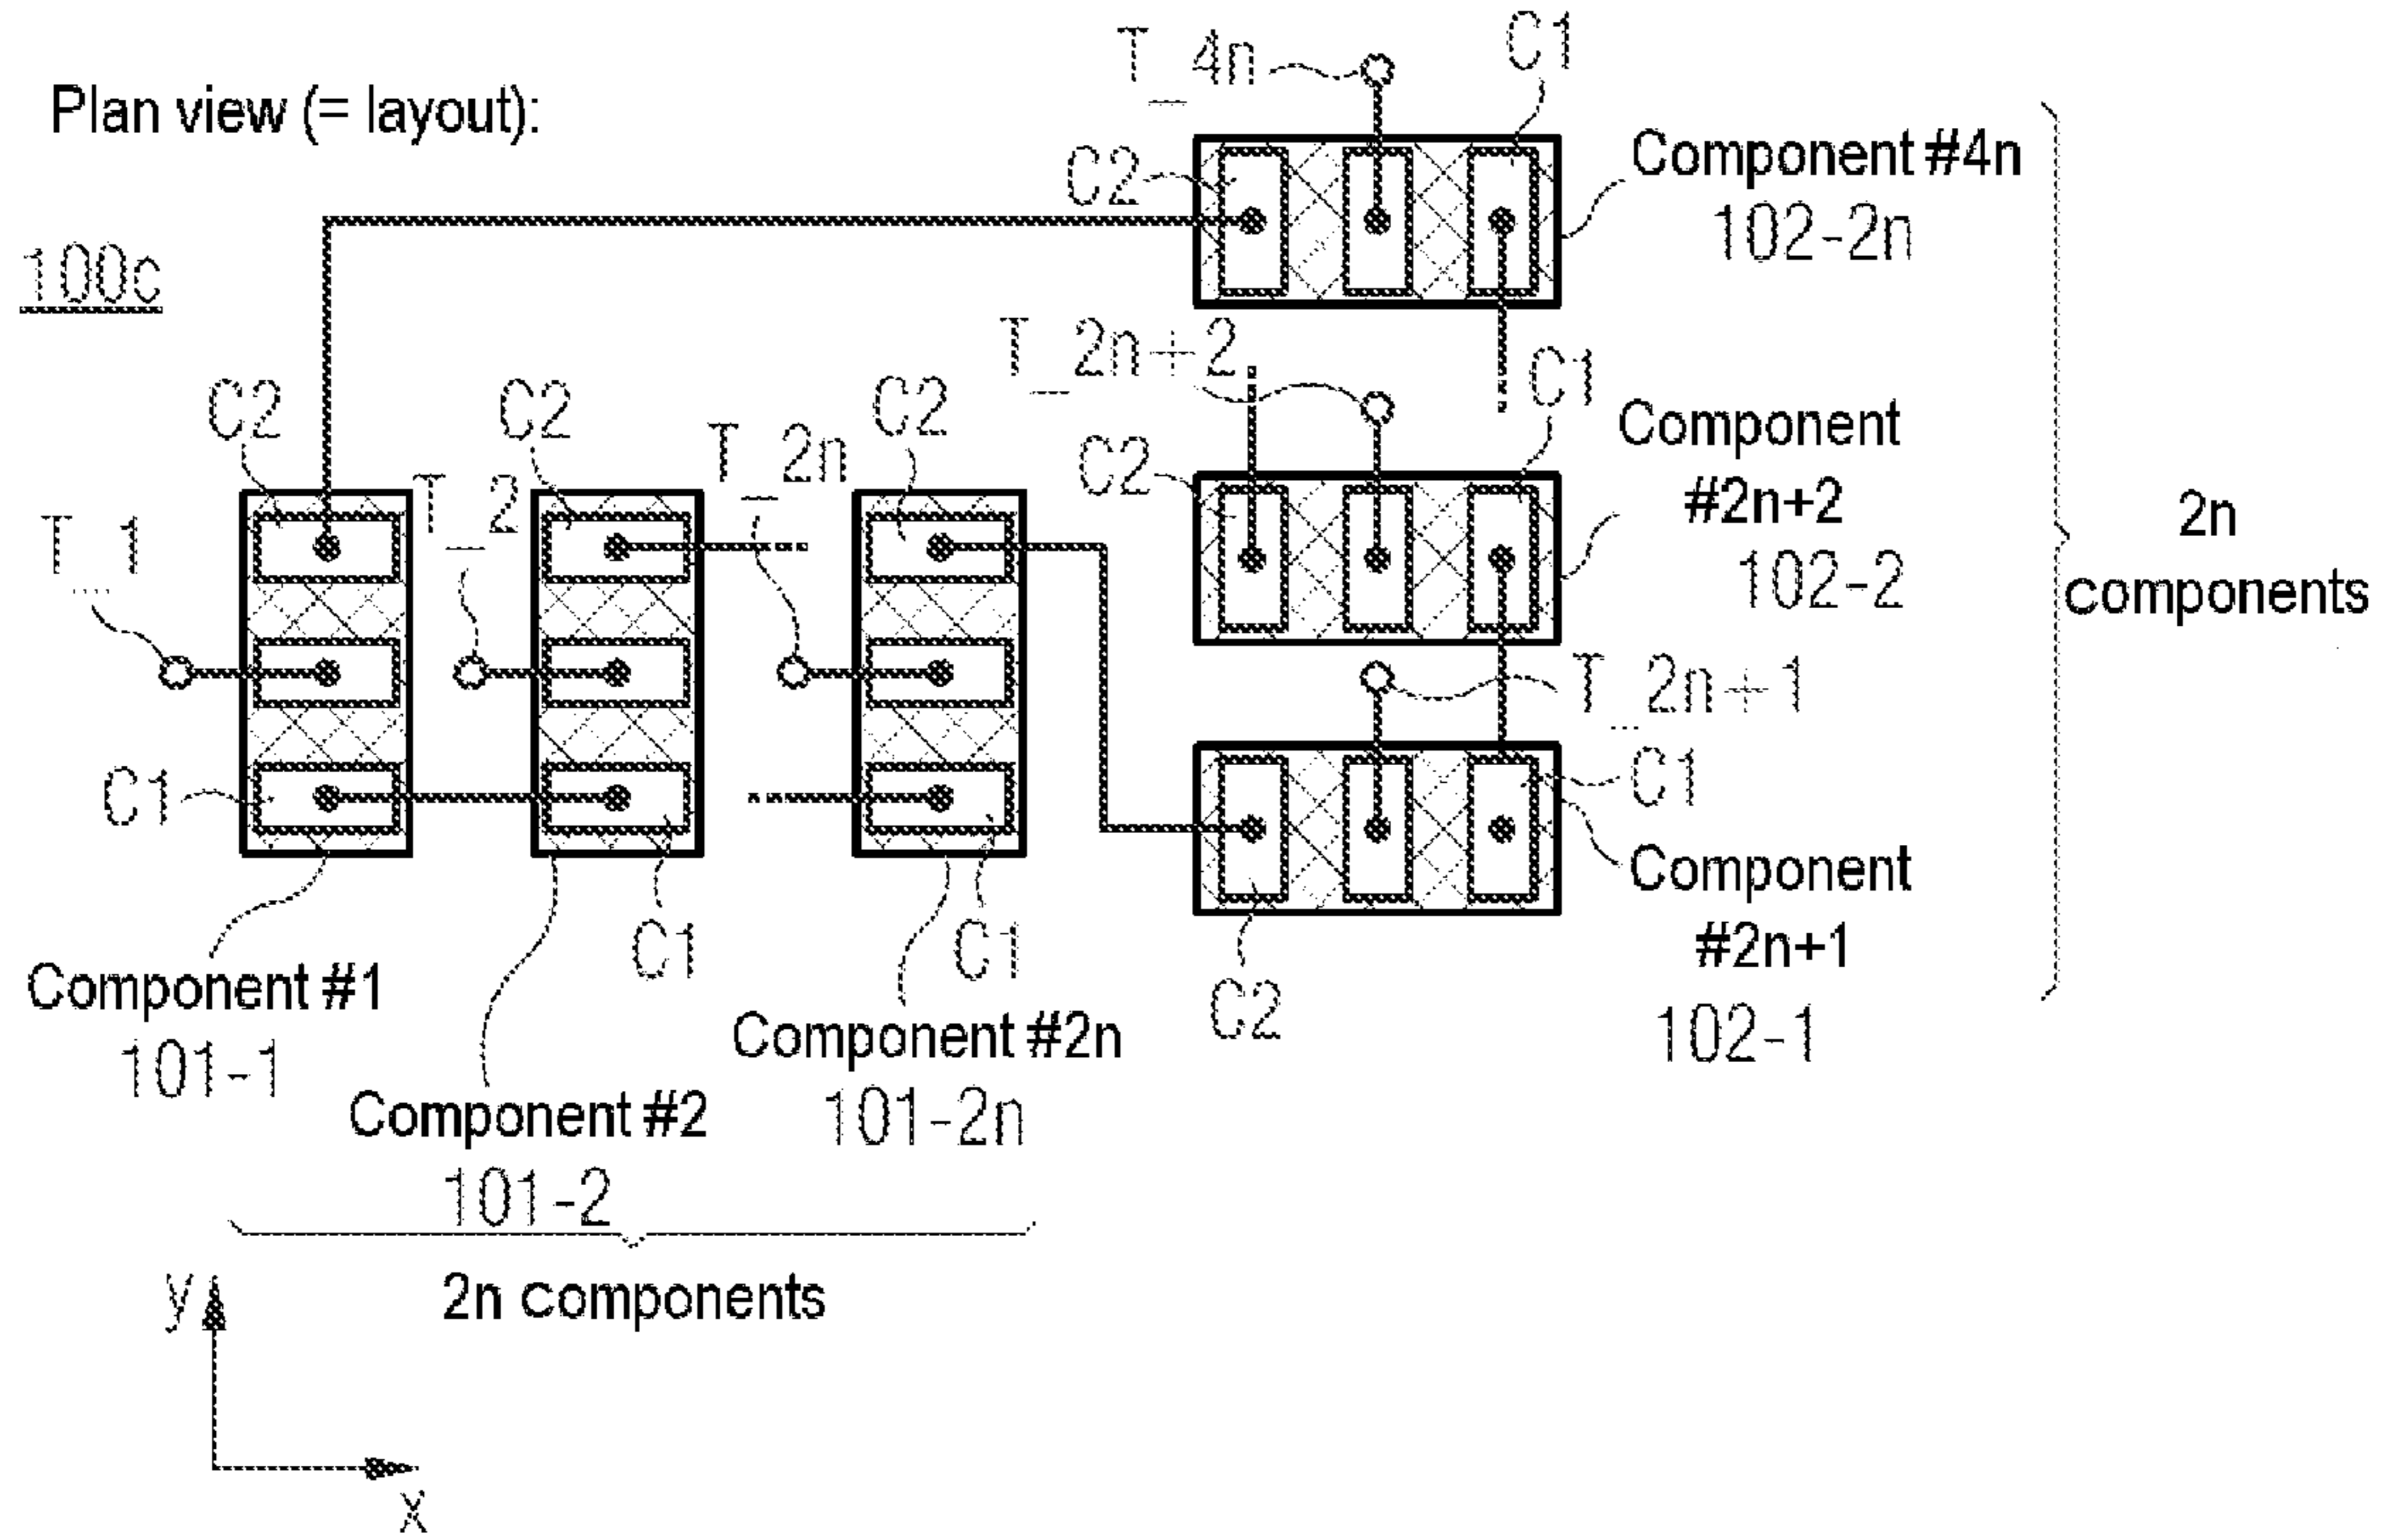 Plan view (= layout):
100c
T_4n
C1
C2
Component #4n
102-2n
T_2n+2
C1
C2
Component
#2n+2
102-2
2n
components
C2
C2
C2
T_1
T_2
T_2n
T_2n+1
C1
C1
C1
C1
C2
Component
#2n+1
102-1
Component #1
101-1
Component #2
101-2
Component #2n
101-2n
2n components
y
x